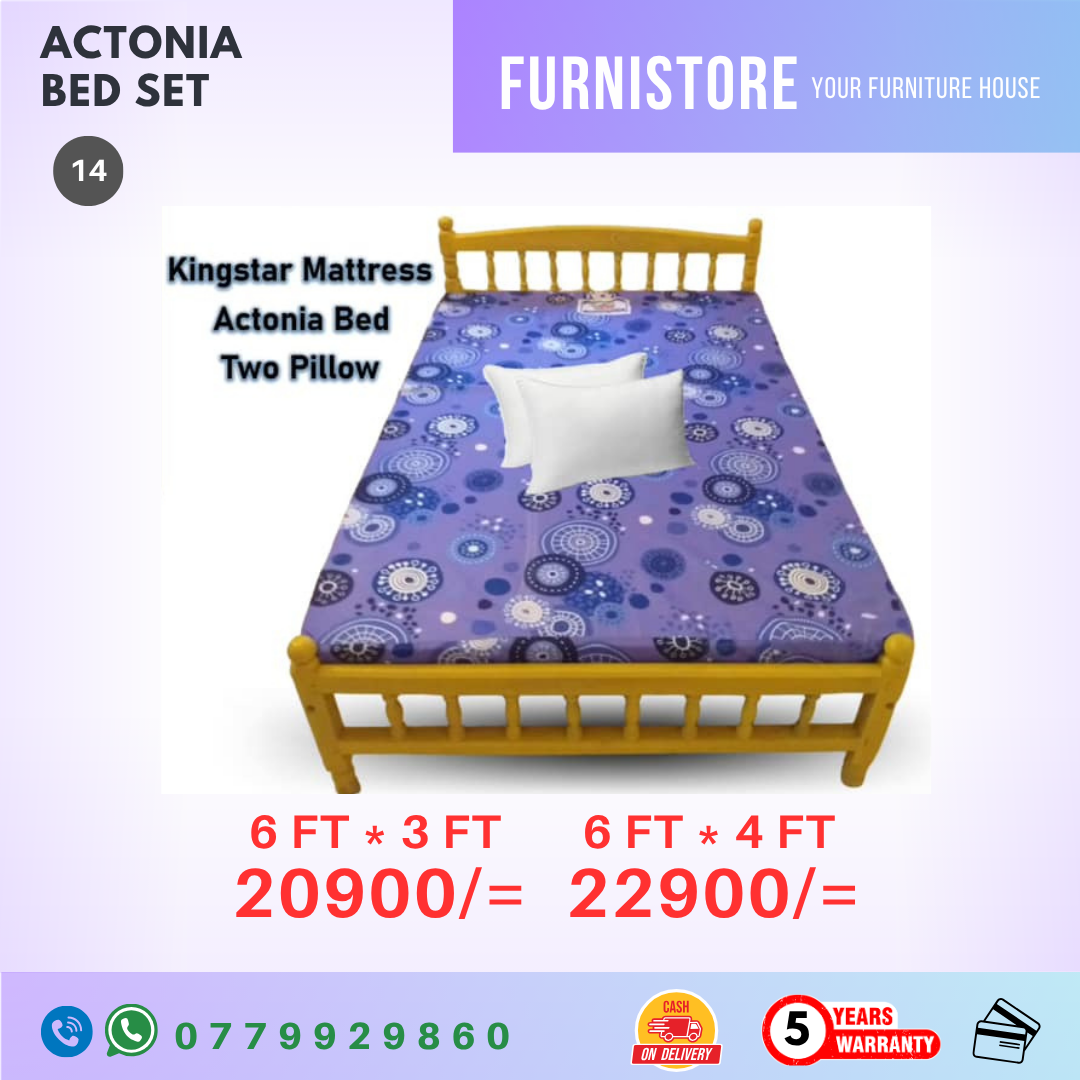 ACTONIA
BED SET
FURNISTORE YOUR FURNITURE HOUSE
14
Kingstar Mattress
Actonia Bed
Two Pillow
6 FT * 3 FT
20900/=
6 FT * 4 FT
22900/=
0779929860
CASH
ON DELIVERY
5 YEARS
WARRANTY